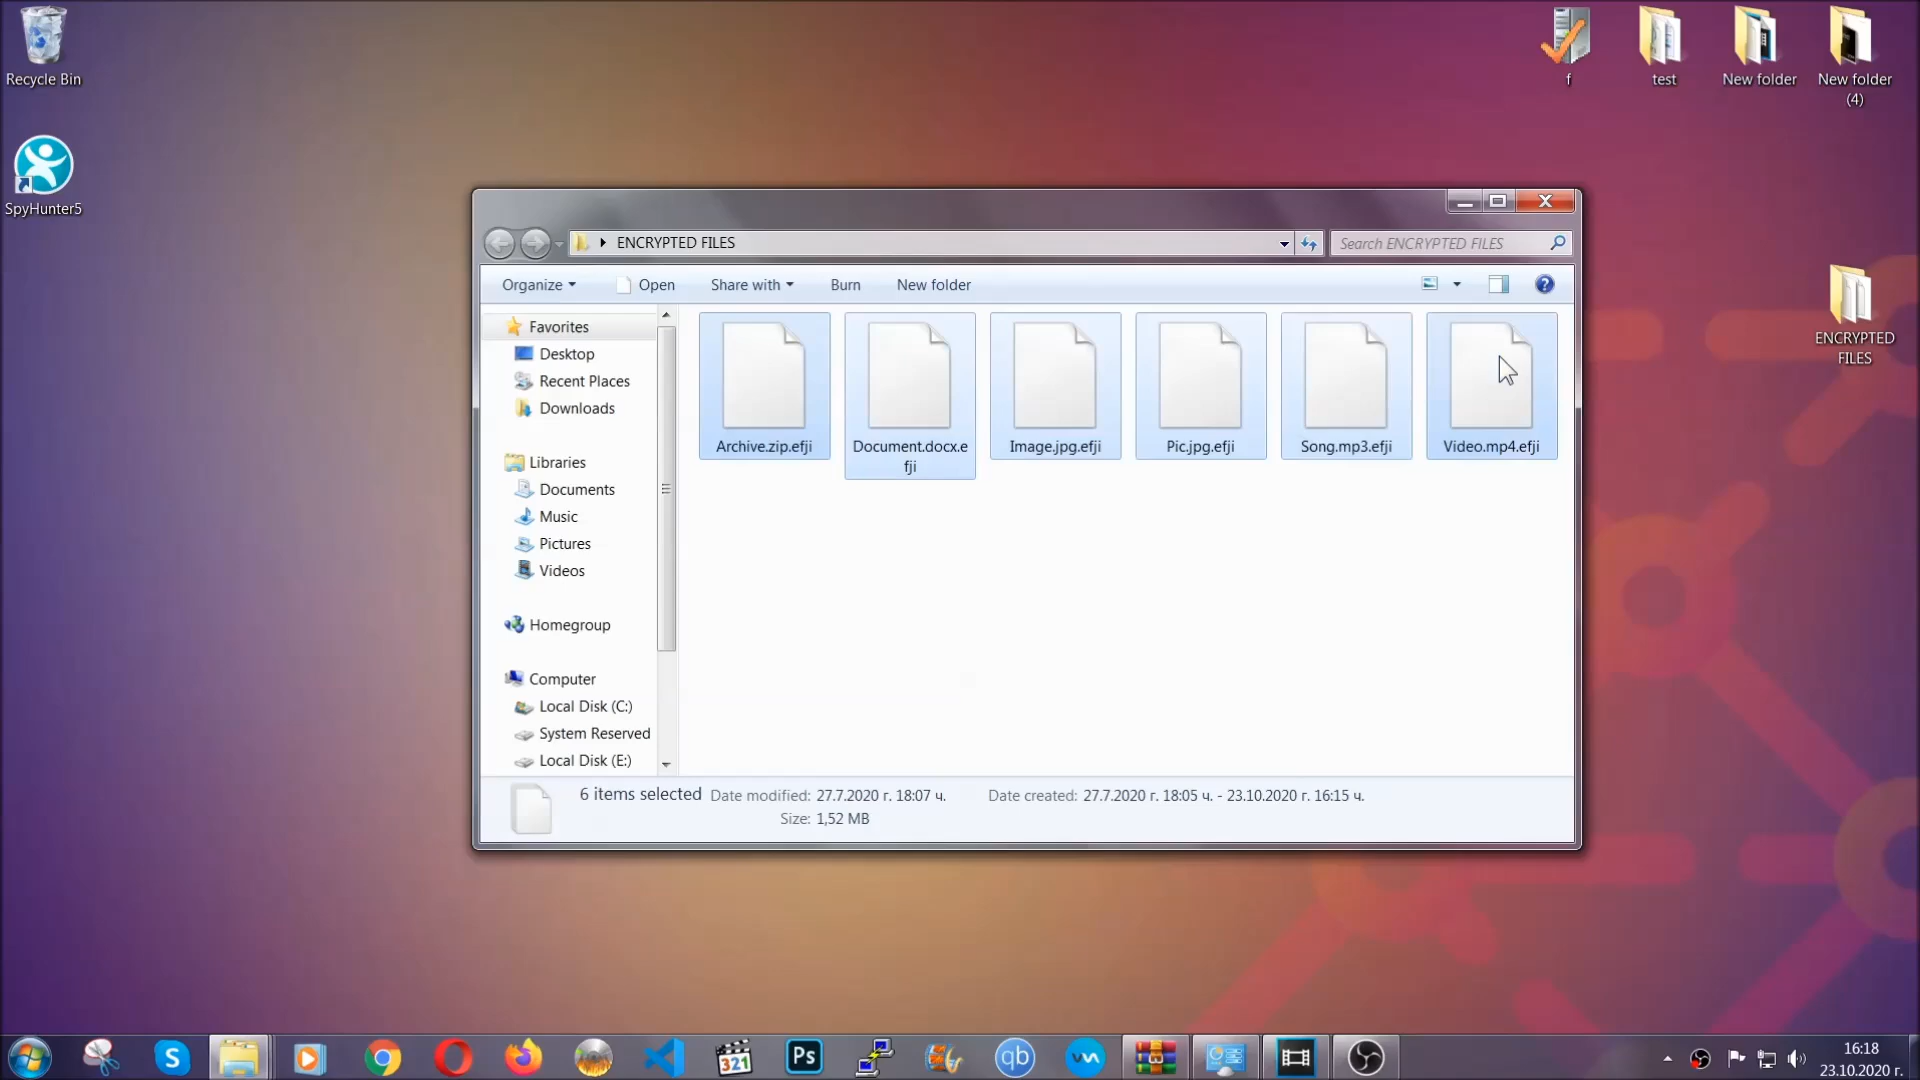 Recycle Bin
SpyHunter5
f
test
New folder
New folder
(4)
ENCRYPTED
FILES
ENCRYPTED FILES
Search ENCRYPTED FILES
Organize
Open
Share with
Burn
New folder
Favorites
Desktop
Recent Places
Downloads
Libraries
Documents
Music
Pictures
Videos
Homegroup
Computer
Local Disk (C:)
System Reserved
Local Disk (E:)
Archive.zip.efji
Document.docx.e
fji
Image.jpg.efji
Pic.jpg.efji
Song.mp3.efji
Video.mp4.efji
6 items selected Date modified: 27.7.2020 г. 18:07 ч. Date created: 27.7.2020 г. 18:05 ч. - 23.10.2020 г. 16:15 ч.
Size: 1,52 MB
S
321
Ps
qb
16:18
23.10.2020 г.